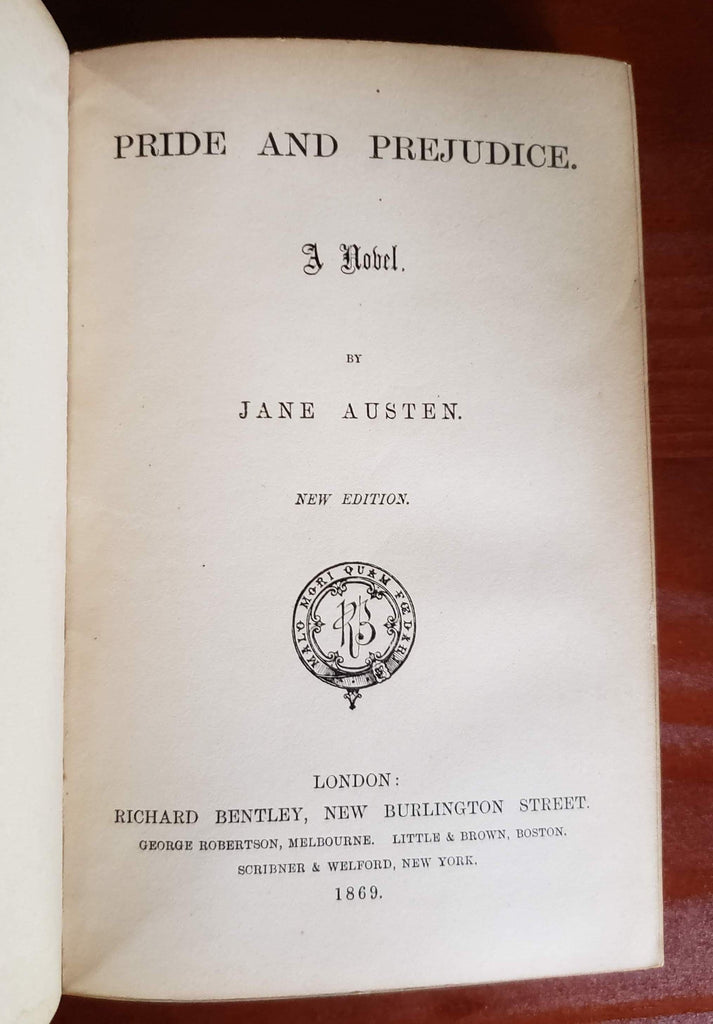 PRIDE AND PREJUDICE.
A Novel.
BY
JANE AUSTEN.
NEW EDITION.
MALO MORI QUAM FŒDARI
RB
LONDON:
RICHARD BENTLEY, NEW BURLINGTON STREET.
GEORGE ROBERTSON, MELBOURNE. LITTLE & BROWN, BOSTON.
SCRIBNER & WELFORD, NEW YORK.
1869.